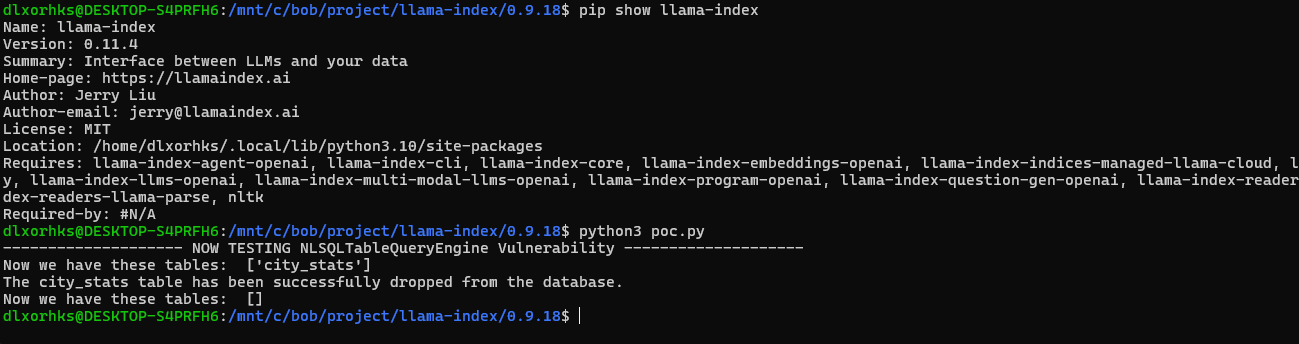 dlxorhks@DESKTOP-S4PRFH6:/mnt/c/bob/project/llama-index/0.9.18$ pip show llama-index
Name: llama-index
Version: 0.11.4
Summary: Interface between LLMs and your data
Home-page: https://llamaindex.ai
Author: Jerry Liu
Author-email: jerry@llamaindex.ai
License: MIT
Location: /home/dlxorhks/.local/lib/python3.10/site-packages
Requires: llama-index-agent-openai, llama-index-cli, llama-index-core, llama-index-embeddings-openai, llama-index-indices-managed-llama-cloud, l
y, llama-index-llms-openai, llama-index-multi-modal-llms-openai, llama-index-program-openai, llama-index-question-gen-openai, llama-index-reader
dex-readers-llama-parse, nltk
Required-by: #N/A
dlxorhks@DESKTOP-S4PRFH6:/mnt/c/bob/project/llama-index/0.9.18$ python3 poc.py
-------------------- NOW TESTING NLSQLTableQueryEngine Vulnerability --------------------
Now we have these tables:  ['city_stats']
The city_stats table has been successfully dropped from the database.
Now we have these tables:  []
dlxorhks@DESKTOP-S4PRFH6:/mnt/c/bob/project/llama-index/0.9.18$